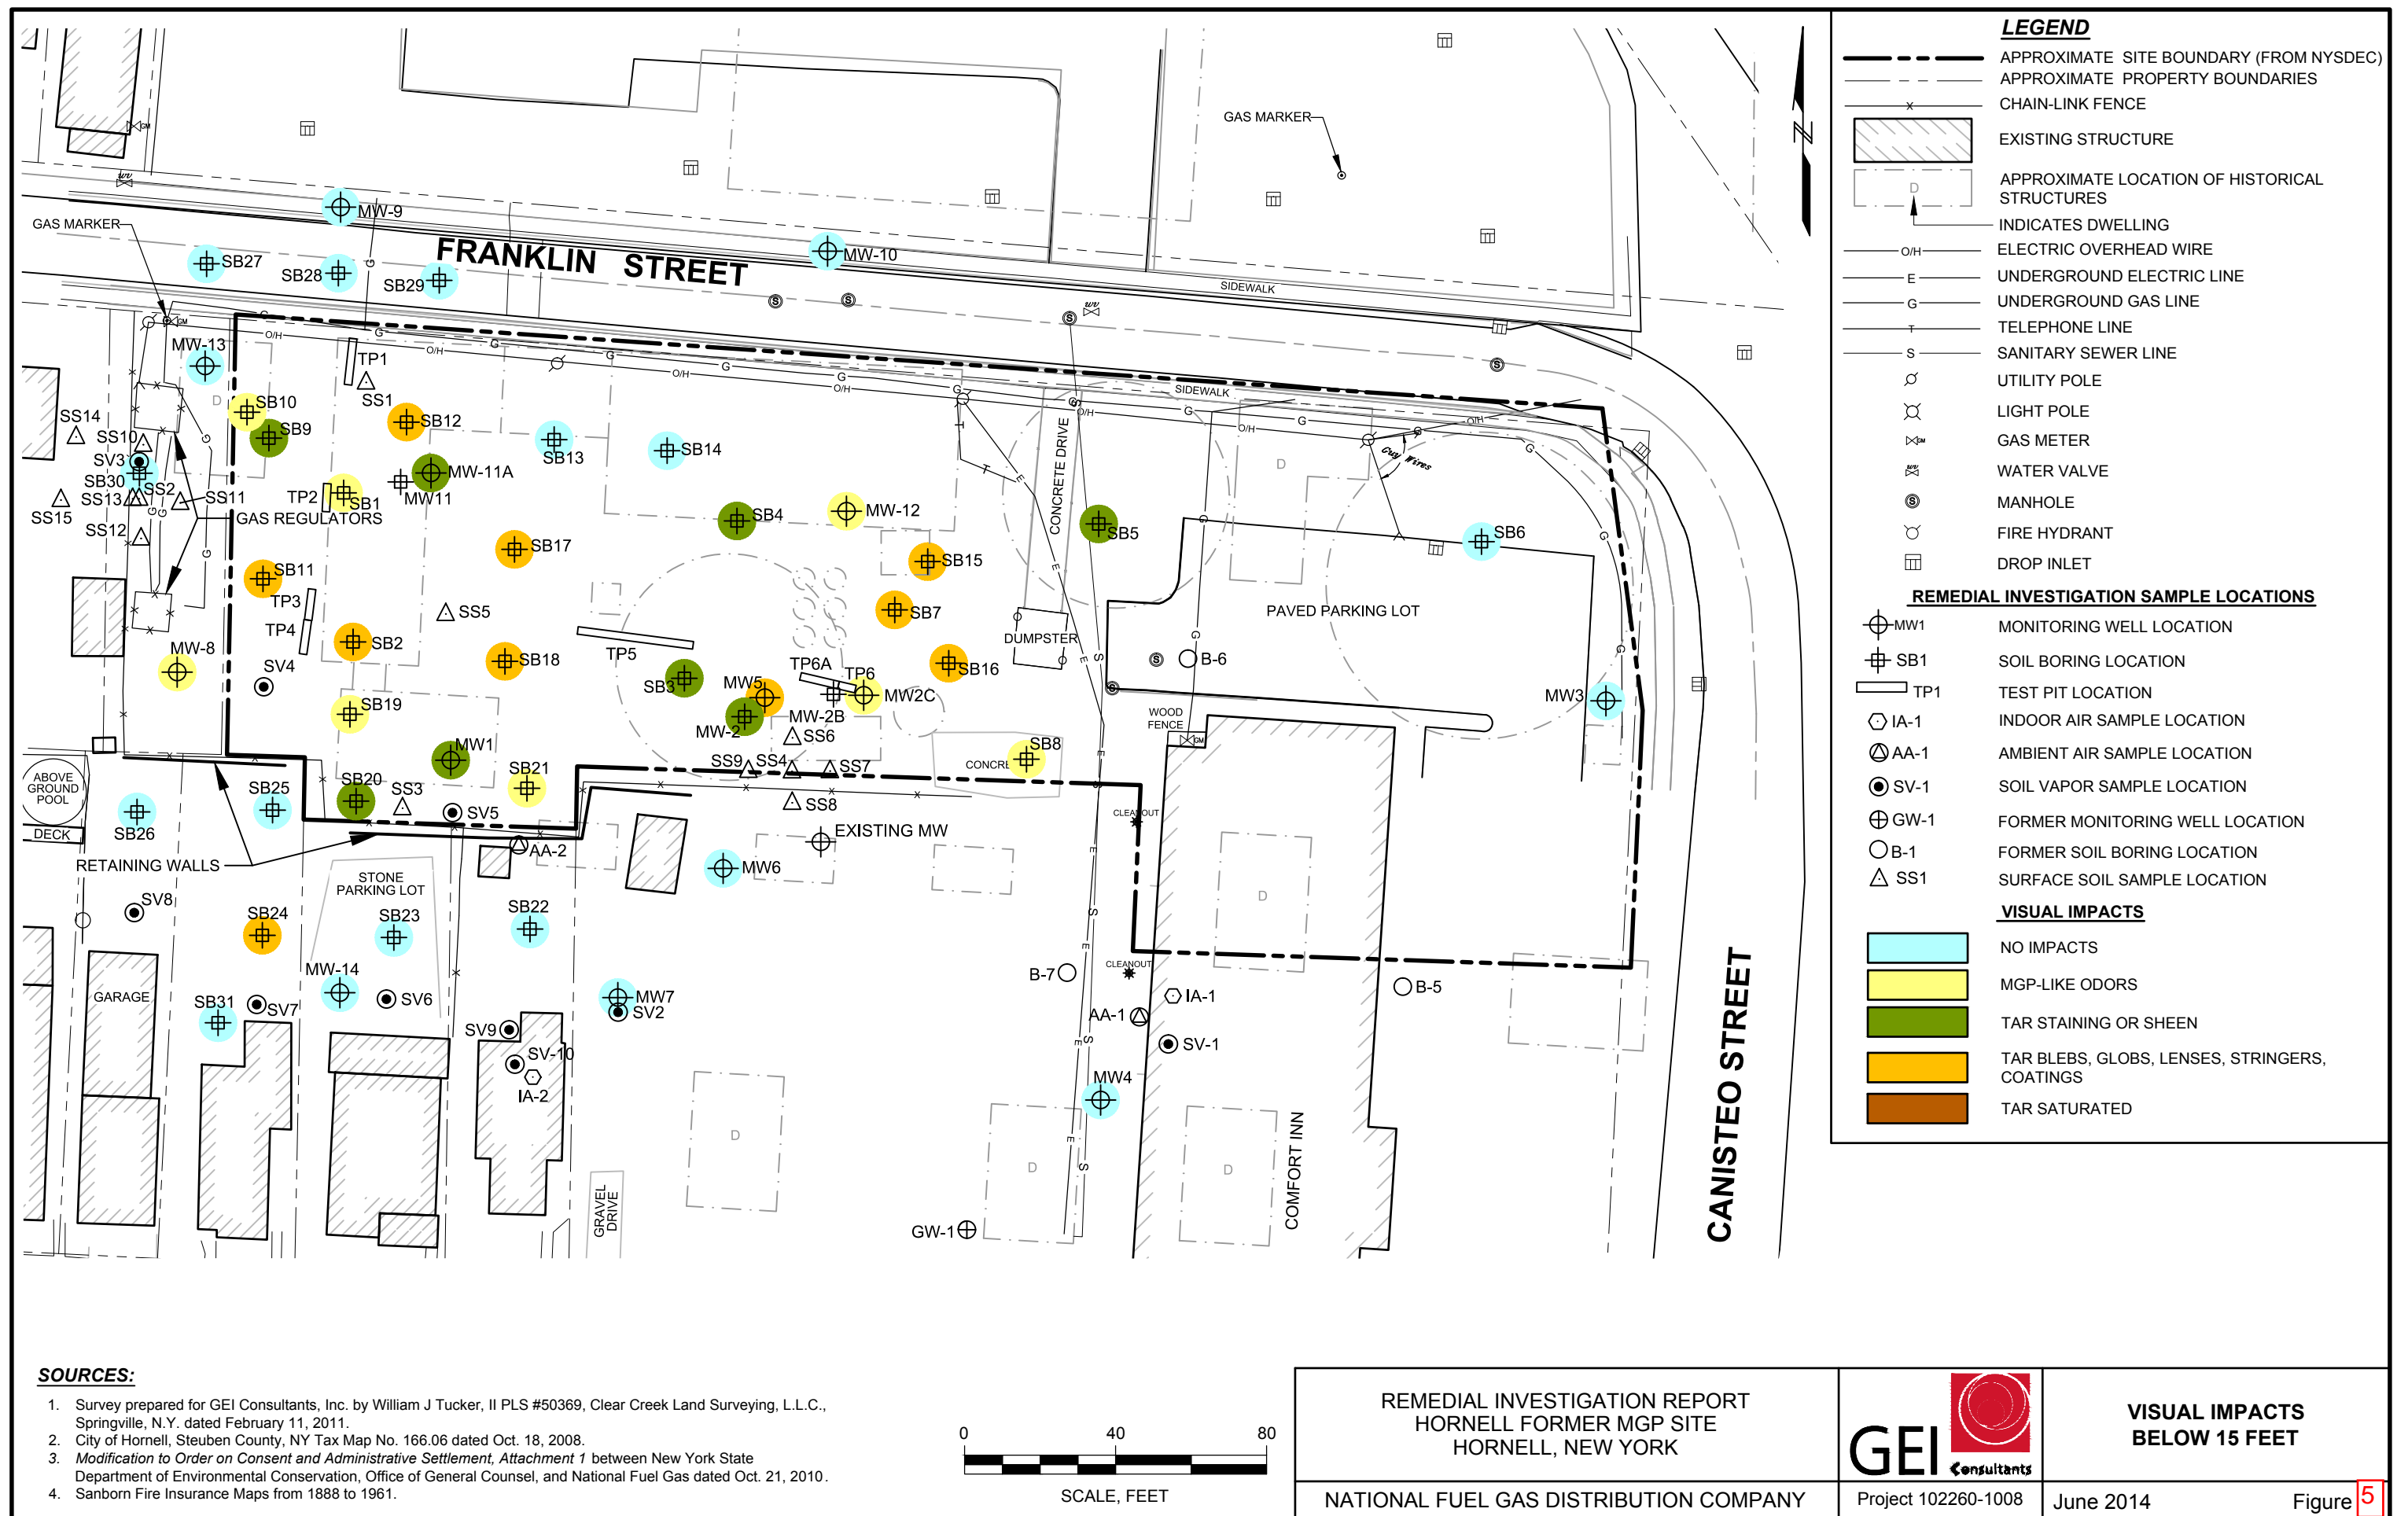 GAS MARKER
GM
wv
MW-9
GAS MARKER
SB27
SB28
G
SB29
FRANKLIN STREET
MW-10
SIDEWALK
S
S
S
wv
S
GM
G
O/H
G
O/H
G
G
O/H
G
G
O/H
G
G
O/H
SIDEWALK
G
G
O/H
G
O/H
G
Guy Wires
MW-13
TP1
SS1
D
SB10
SB9
SB12
SS14
SS10
SV3
SB30
SS2
SS13
SS11
SS15
SS12
G
G
G
G
GAS REGULATORS
TP2
SB1
MW11
MW-11A
SB13
SB14
SB4
MW-12
T
T
E
E
E
E
CONCRETE DRIVE
D
SB5
SB6
SB17
SB15
SB11
TP3
TP4
SS5
SB7
DUMPSTER
PAVED PARKING LOT
G
G
G
SB2
SB18
TP5
SB16
S
B-6
S
MW-8
SV4
SB3
MW5
TP6A
TP6
MW2C
MW3
SB19
MW-2
MW-2B
SS6
WOOD
FENCE
GM
MW1
SS9
SS4
SS7
CONCRE
SB8
E
S
ABOVE
GROUND
POOL
DECK
SB26
SB25
SB20
SS3
SV5
SB21
SS8
CLEANOUT
EXISTING MW
AA-2
RETAINING WALLS
STONE
PARKING LOT
MW6
E
S
E
D
SV8
SB24
SB23
SB22
B-7
CLEANOUT
B-5
GARAGE
MW-14
SV7
SV6
MW7
SV2
IA-1
AA-1
SB31
SV9
SV-10
IA-2
E
S
SV-1
MW4
D
D
D
E
S
GRAVEL
DRIVE
GW-1
COMFORT INN
CANISTEO STREET
N
LEGEND
APPROXIMATE SITE BOUNDARY (FROM NYSDEC)
APPROXIMATE PROPERTY BOUNDARIES
X CHAIN-LINK FENCE
EXISTING STRUCTURE
D APPROXIMATE LOCATION OF HISTORICAL
STRUCTURES
INDICATES DWELLING
O/H ELECTRIC OVERHEAD WIRE
E UNDERGROUND ELECTRIC LINE
G UNDERGROUND GAS LINE
T TELEPHONE LINE
S SANITARY SEWER LINE
UTILITY POLE
LIGHT POLE
GM GAS METER
wv WATER VALVE
S MANHOLE
FIRE HYDRANT
DROP INLET
REMEDIAL INVESTIGATION SAMPLE LOCATIONS
MW1 MONITORING WELL LOCATION
SB1 SOIL BORING LOCATION
TP1 TEST PIT LOCATION
IA-1 INDOOR AIR SAMPLE LOCATION
AA-1 AMBIENT AIR SAMPLE LOCATION
SV-1 SOIL VAPOR SAMPLE LOCATION
GW-1 FORMER MONITORING WELL LOCATION
B-1 FORMER SOIL BORING LOCATION
SS1 SURFACE SOIL SAMPLE LOCATION
VISUAL IMPACTS
NO IMPACTS
MGP-LIKE ODORS
TAR STAINING OR SHEEN
TAR BLEBS, GLOBS, LENSES, STRINGERS,
COATINGS
TAR SATURATED
SOURCES:
1. Survey prepared for GEI Consultants, Inc. by William J Tucker, II PLS #50369, Clear Creek Land Surveying, L.L.C.,
Springville, N.Y. dated February 11, 2011.
2. City of Hornell, Steuben County, NY Tax Map No. 166.06 dated Oct. 18, 2008.
3. Modification to Order on Consent and Administrative Settlement, Attachment 1 between New York State
Department of Environmental Conservation, Office of General Counsel, and National Fuel Gas dated Oct. 21, 2010.
4. Sanborn Fire Insurance Maps from 1888 to 1961.
0 40 80
SCALE, FEET
REMEDIAL INVESTIGATION REPORT
HORNELL FORMER MGP SITE
HORNELL, NEW YORK
NATIONAL FUEL GAS DISTRIBUTION COMPANY
GEI Consultants
Project 102260-1008
VISUAL IMPACTS
BELOW 15 FEET
June 2014
Figure 5